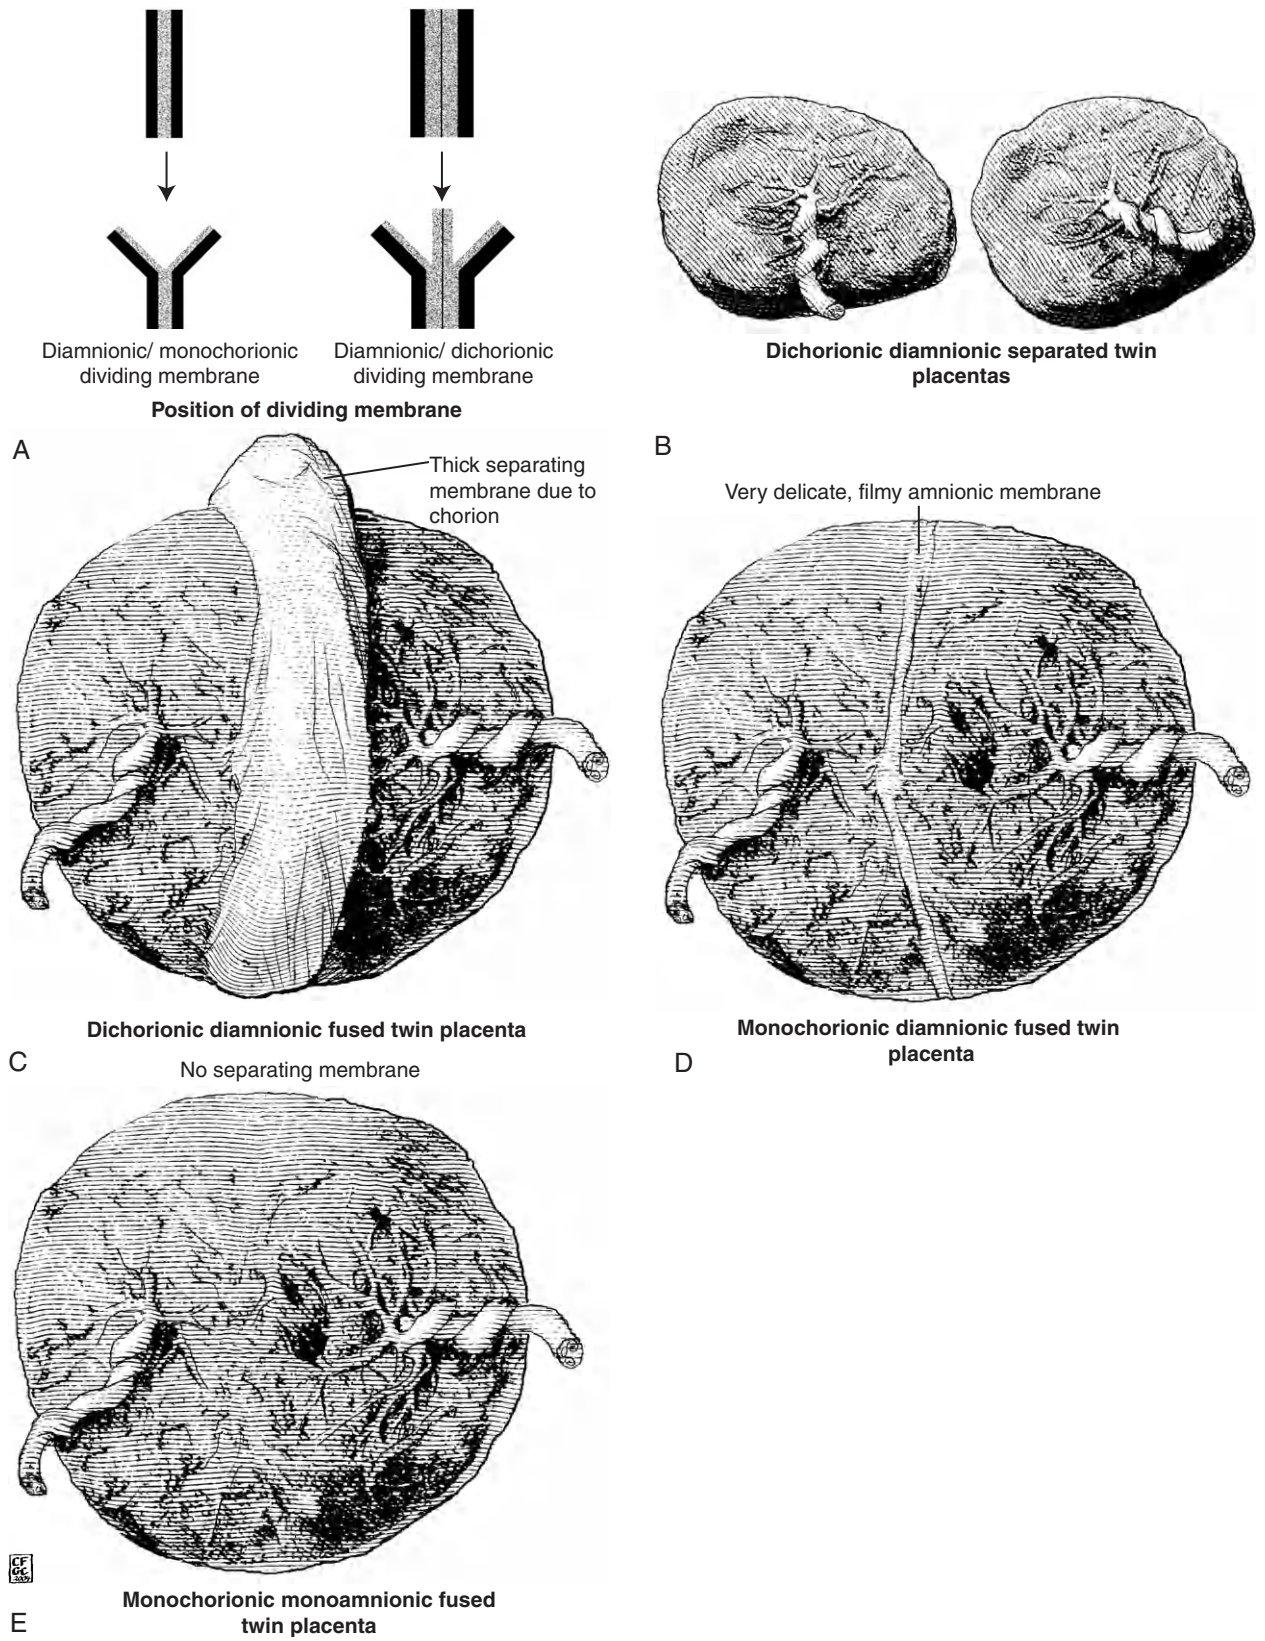 Diamnionic/ monochorionic
dividing membrane
Diamnionic/ dichorionic
dividing membrane
Position of dividing membrane
A
Dichorionic diamnionic separated twin
placentas
B
Thick separating
membrane due to
chorion
Dichorionic diamnionic fused twin placenta
C
Very delicate, filmy amnionic membrane
Monochorionic diamnionic fused twin
placenta
D
No separating membrane
CF
GC
Monochorionic monoamnionic fused
twin placenta
E